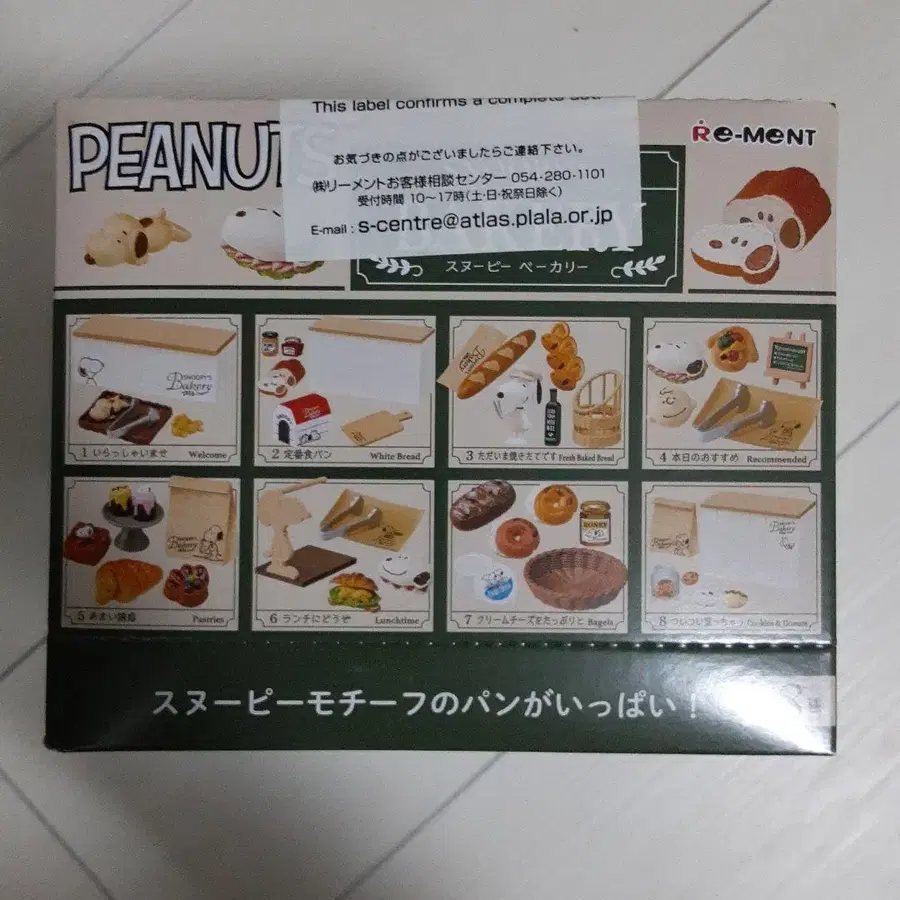 This label confirms a complete set
PEANUTS
お気づきの点がございましたらご連絡下さい。
㈱リーメントお客様相談センター 054-280-1101
受付時間 10～17時(土・日・祝祭日除く)
E-mail : s-centre@atlas.plala.or.jp
Re-MeNT
BAKERY
スヌーピー ベーカリー
SNOOPY'S
Bakery
1 いらっしゃいませ Welcome
2 定番食パン White Bread
3 ただいま焼きたてです Fresh Baked Bread
4 本日のおすすめ Recommended
Bakery
HONEY
5 あまい誘惑 Pastries
6 ランチにどうぞ Lunchtime
7 クリームチーズをたっぷりと Bagels
8 ついつい買っちゃう Cookies & Donuts
スヌーピーモチーフのパンがいっぱい！